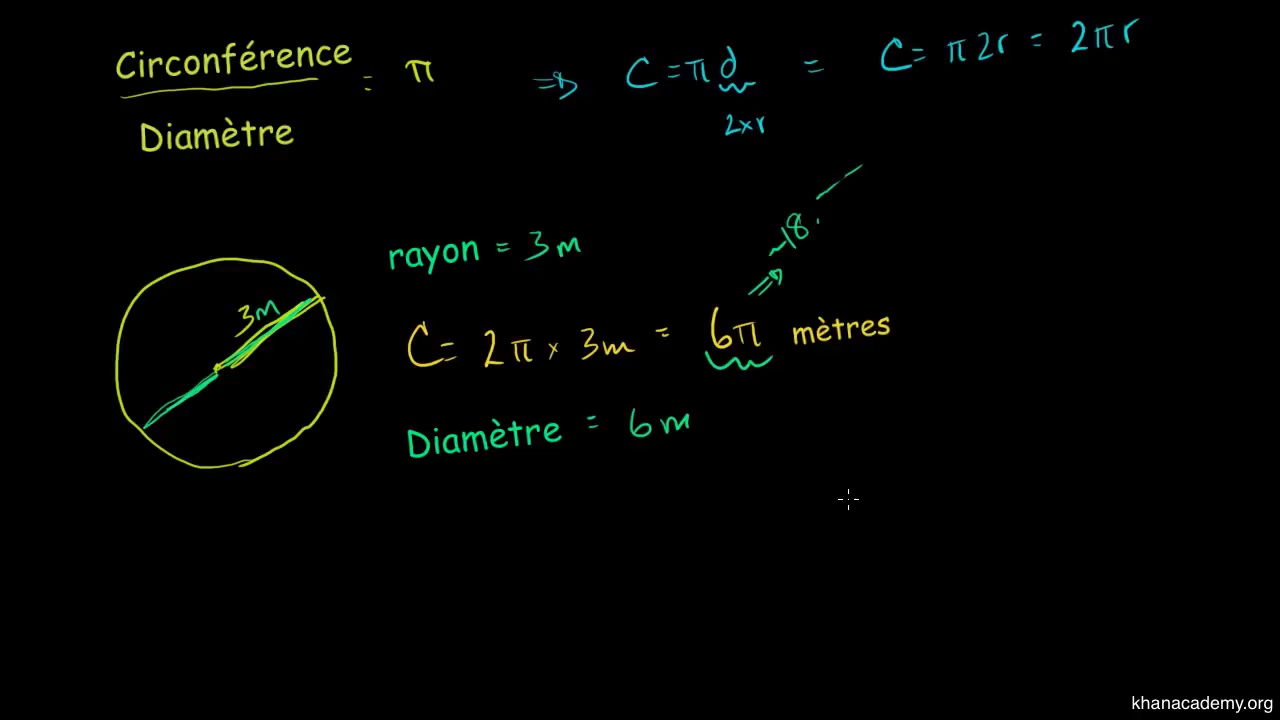 Circonférence
Diamètre = π ⇒ C = πd = C = π2r = 2πr
2×r
~18.
rayon = 3m
3m
C = 2π × 3m = 6π mètres
Diamètre = 6m
khanacademy.org